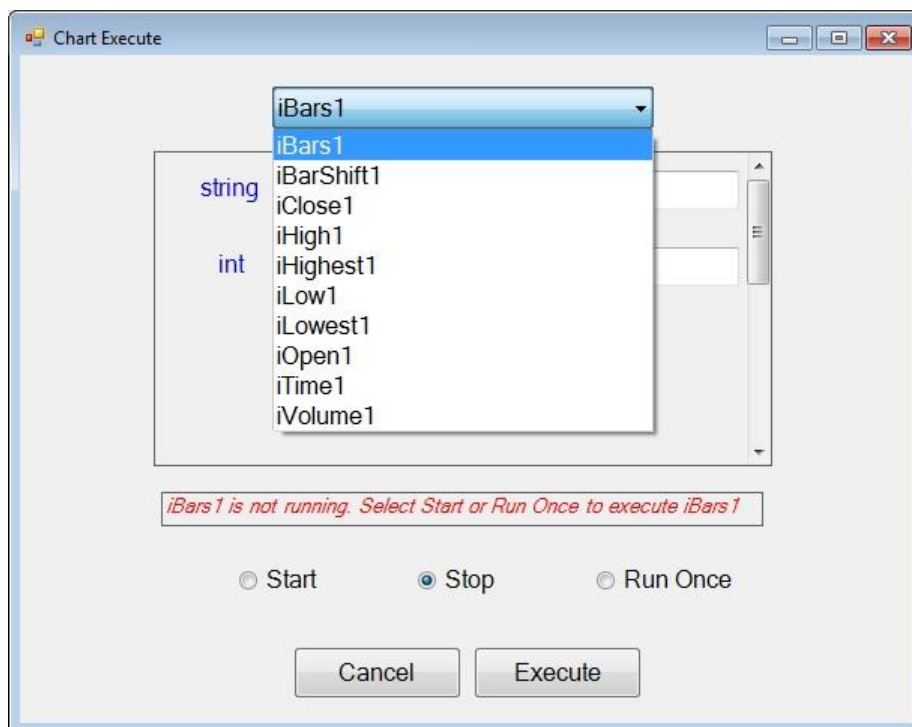 Chart Execute
iBars1
iBars1
iBarShift1
string
iClose1
iHigh1
int
iHighest1
iLow1
iLowest1
iOpen1
iTime1
iVolume1
iBars1 is not running. Select Start or Run Once to execute iBars1
Start Stop Run Once
Cancel Execute